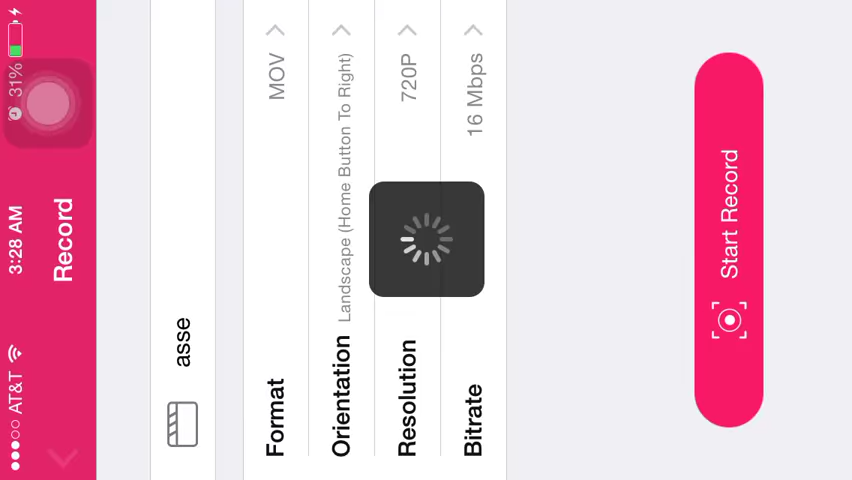 AT&T 3:28 AM 31%
Record
asse
Format MOV
Orientation Landscape (Home Button To Right)
Resolution 720P
Bitrate 16 Mbps
Start Record